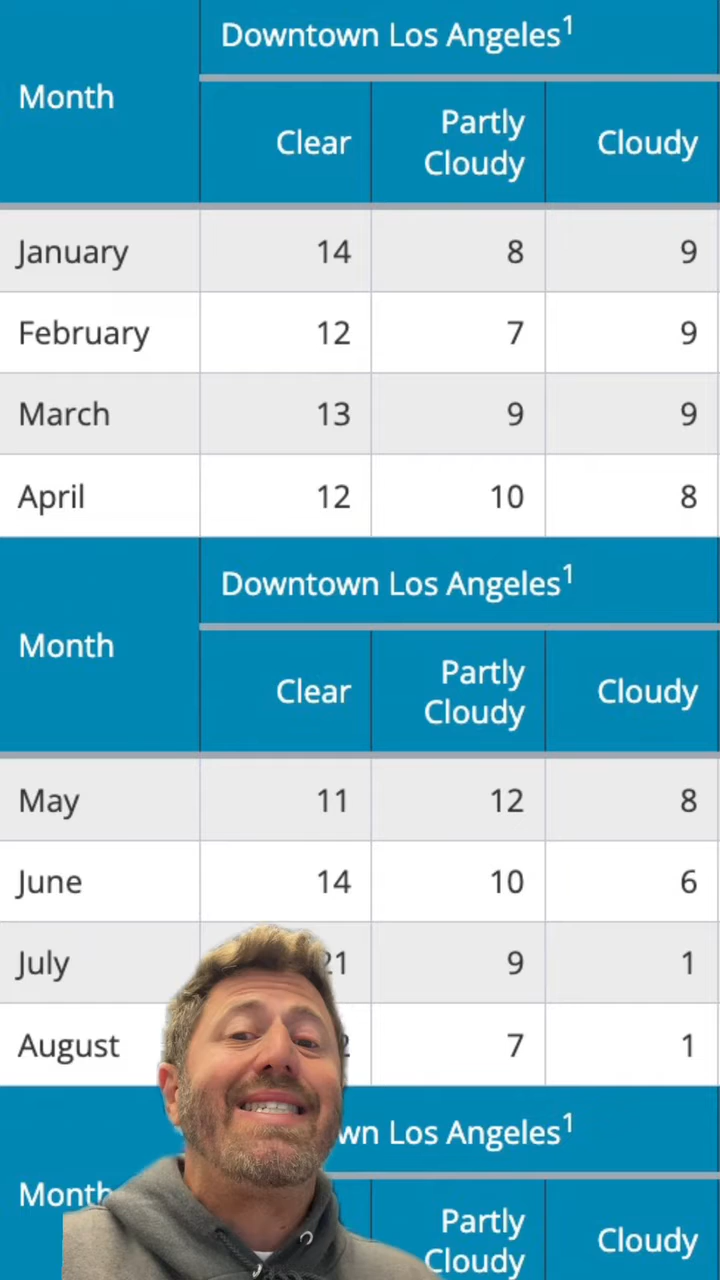 Downtown Los Angeles¹
Month
Clear
Partly
Cloudy
Cloudy
January 14 8 9
February 12 7 9
March 13 9 9
April 12 10 8
Downtown Los Angeles¹
Month
Clear
Partly
Cloudy
Cloudy
May 11 12 8
June 14 10 6
July 21 9 1
August 7 1
Los Angeles¹
Month
Partly
Cloudy
Cloudy